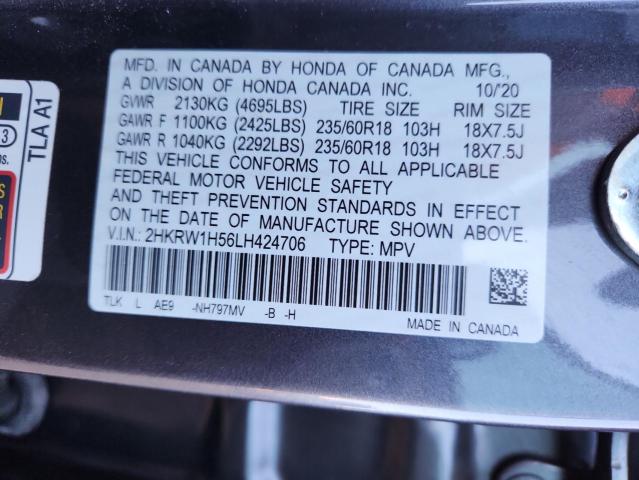 MFD. IN CANADA BY HONDA OF CANADA MFG.,
A DIVISION OF HONDA CANADA INC. 10/'20
GVWR 2130KG (4695LBS) TIRE SIZE RIM SIZE
GAWR F 1100KG (2425LBS) 235/60R18 103H 18X7.5J
GAWR R 1040KG (2292LBS) 235/60R18 103H 18X7.5J
THIS VEHICLE CONFORMS TO ALL APPLICABLE
FEDERAL MOTOR VEHICLE SAFETY
AND THEFT PREVENTION STANDARDS IN EFFECT
ON THE DATE OF MANUFACTURE SHOWN ABOVE.
V.I.N.: 2HKRW1H56LH424706 TYPE: MPV
TLK L AE9 -NH797MV -B -H
MADE IN CANADA
TLA A1
N
3
S